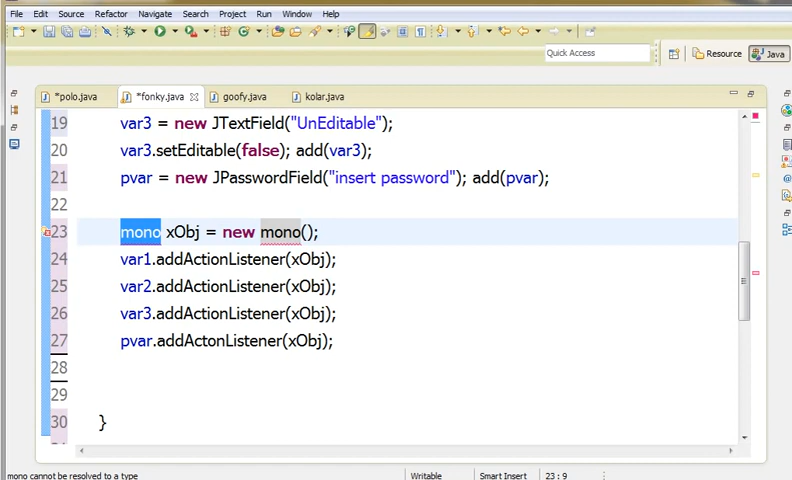 File Edit Source Refactor Navigate Search Project Run Window Help
Quick Access
Resource
Java
*polo.java
*fonky.java
goofy.java
kolar.java
19 var3 = new JTextField("UnEditable");
20 var3.setEditable(false); add(var3);
21 pvar = new JPasswordField("insert password"); add(pvar);
22
23 mono xObj = new mono();
24 var1.addActionListener(xObj);
25 var2.addActionListener(xObj);
26 var3.addActionListener(xObj);
27 pvar.addActonListener(xObj);
28
29
30 }
mono cannot be resolved to a type
Writable
Smart Insert
23 : 9